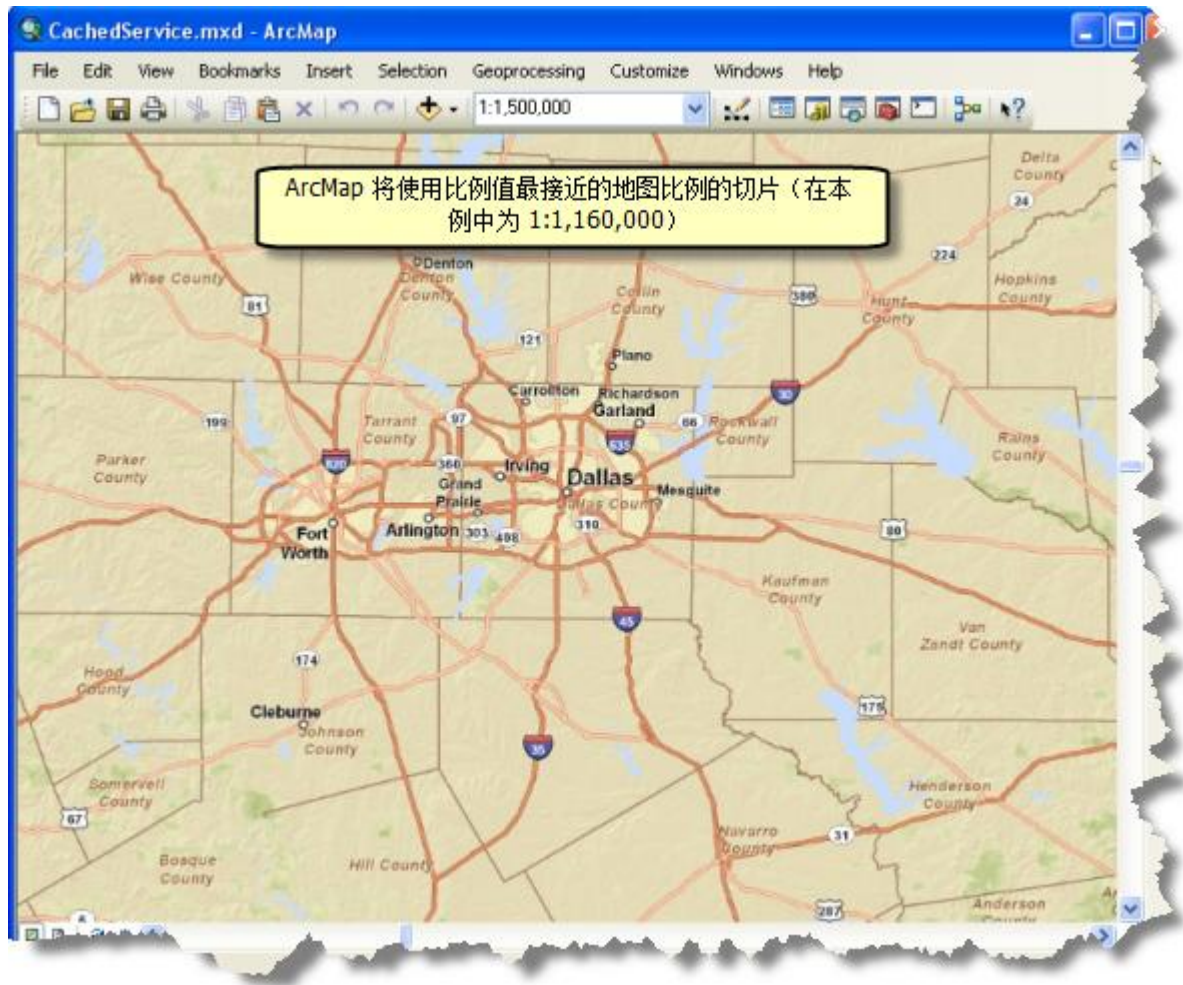 CachedService.mxd - ArcMap
File Edit View Bookmarks Insert Selection Geoprocessing Customize Windows Help
1:1,500,000
ArcMap 将使用比例值最接近的地图比例的切片（在本
例中为 1:1,160,000）
Delta
County
24
224
Denton
Denton
County
Wise County
Collin
County
Hopkins
County
380
Hunt
County
81
121
Plano
Carrollton
Richardson
Garland
30
199
Tarrant
County
97
66
Rockwall
County
635
Rains
County
Parker
County
820
360
Irving
Grand
Prairie
Dallas
Dallas County
Mesquite
Fort
Worth
Arlington
303
408
310
80
Kaufman
County
45
Van
Zandt County
174
Hood
County
Cleburne
Johnson
County
175
35
Somervell
County
Henderson
County
67
Navarro
County
31
Bosque
County
Hill County
287
Anderson
County